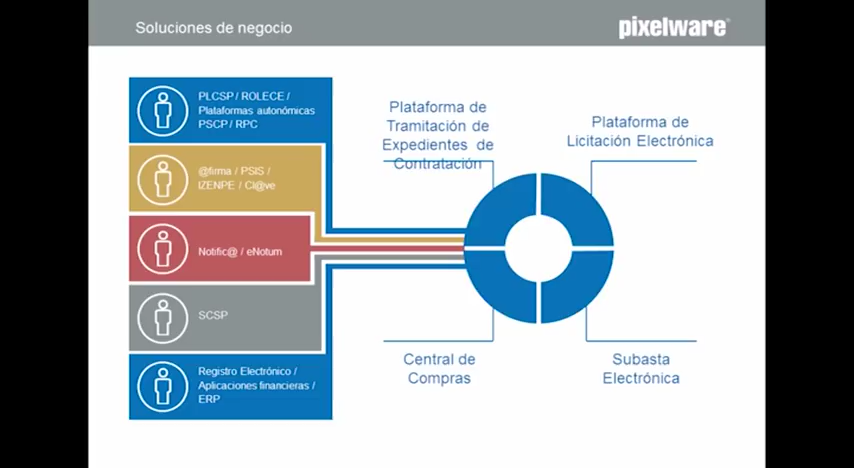 Soluciones de negocio
pixelware
PLCSP / ROLECE /
Plataformas autonómicas
PSCP / RPC
@firma / PSIS /
IZENPE / Cl@ve
Notific@ / eNotum
SCSP
Registro Electrónico /
Aplicaciones financieras /
ERP
Plataforma de
Tramitación de
Expedientes de
Contratación
Plataforma de
Licitación Electrónica
Central de
Compras
Subasta
Electrónica